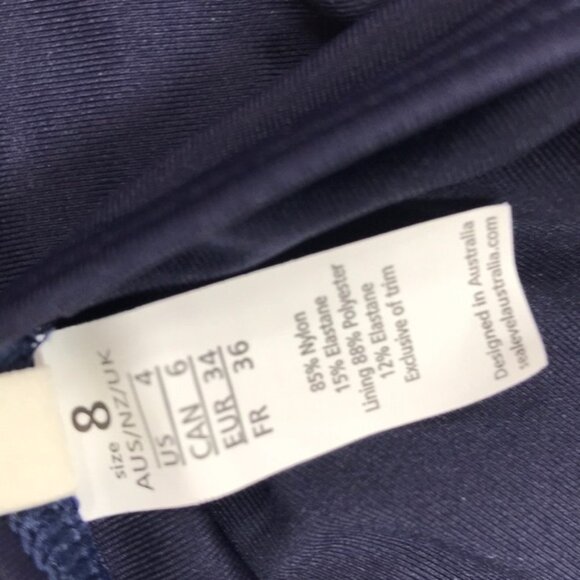 size 8
AUS/NZ/UK
US 4
CAN 6
EUR 34
FR 36
85% Nylon
15% Elastane
Lining 88% Polyester
12% Elastane
Exclusive of trim
Designed in Australia
sealevelaustralia.com